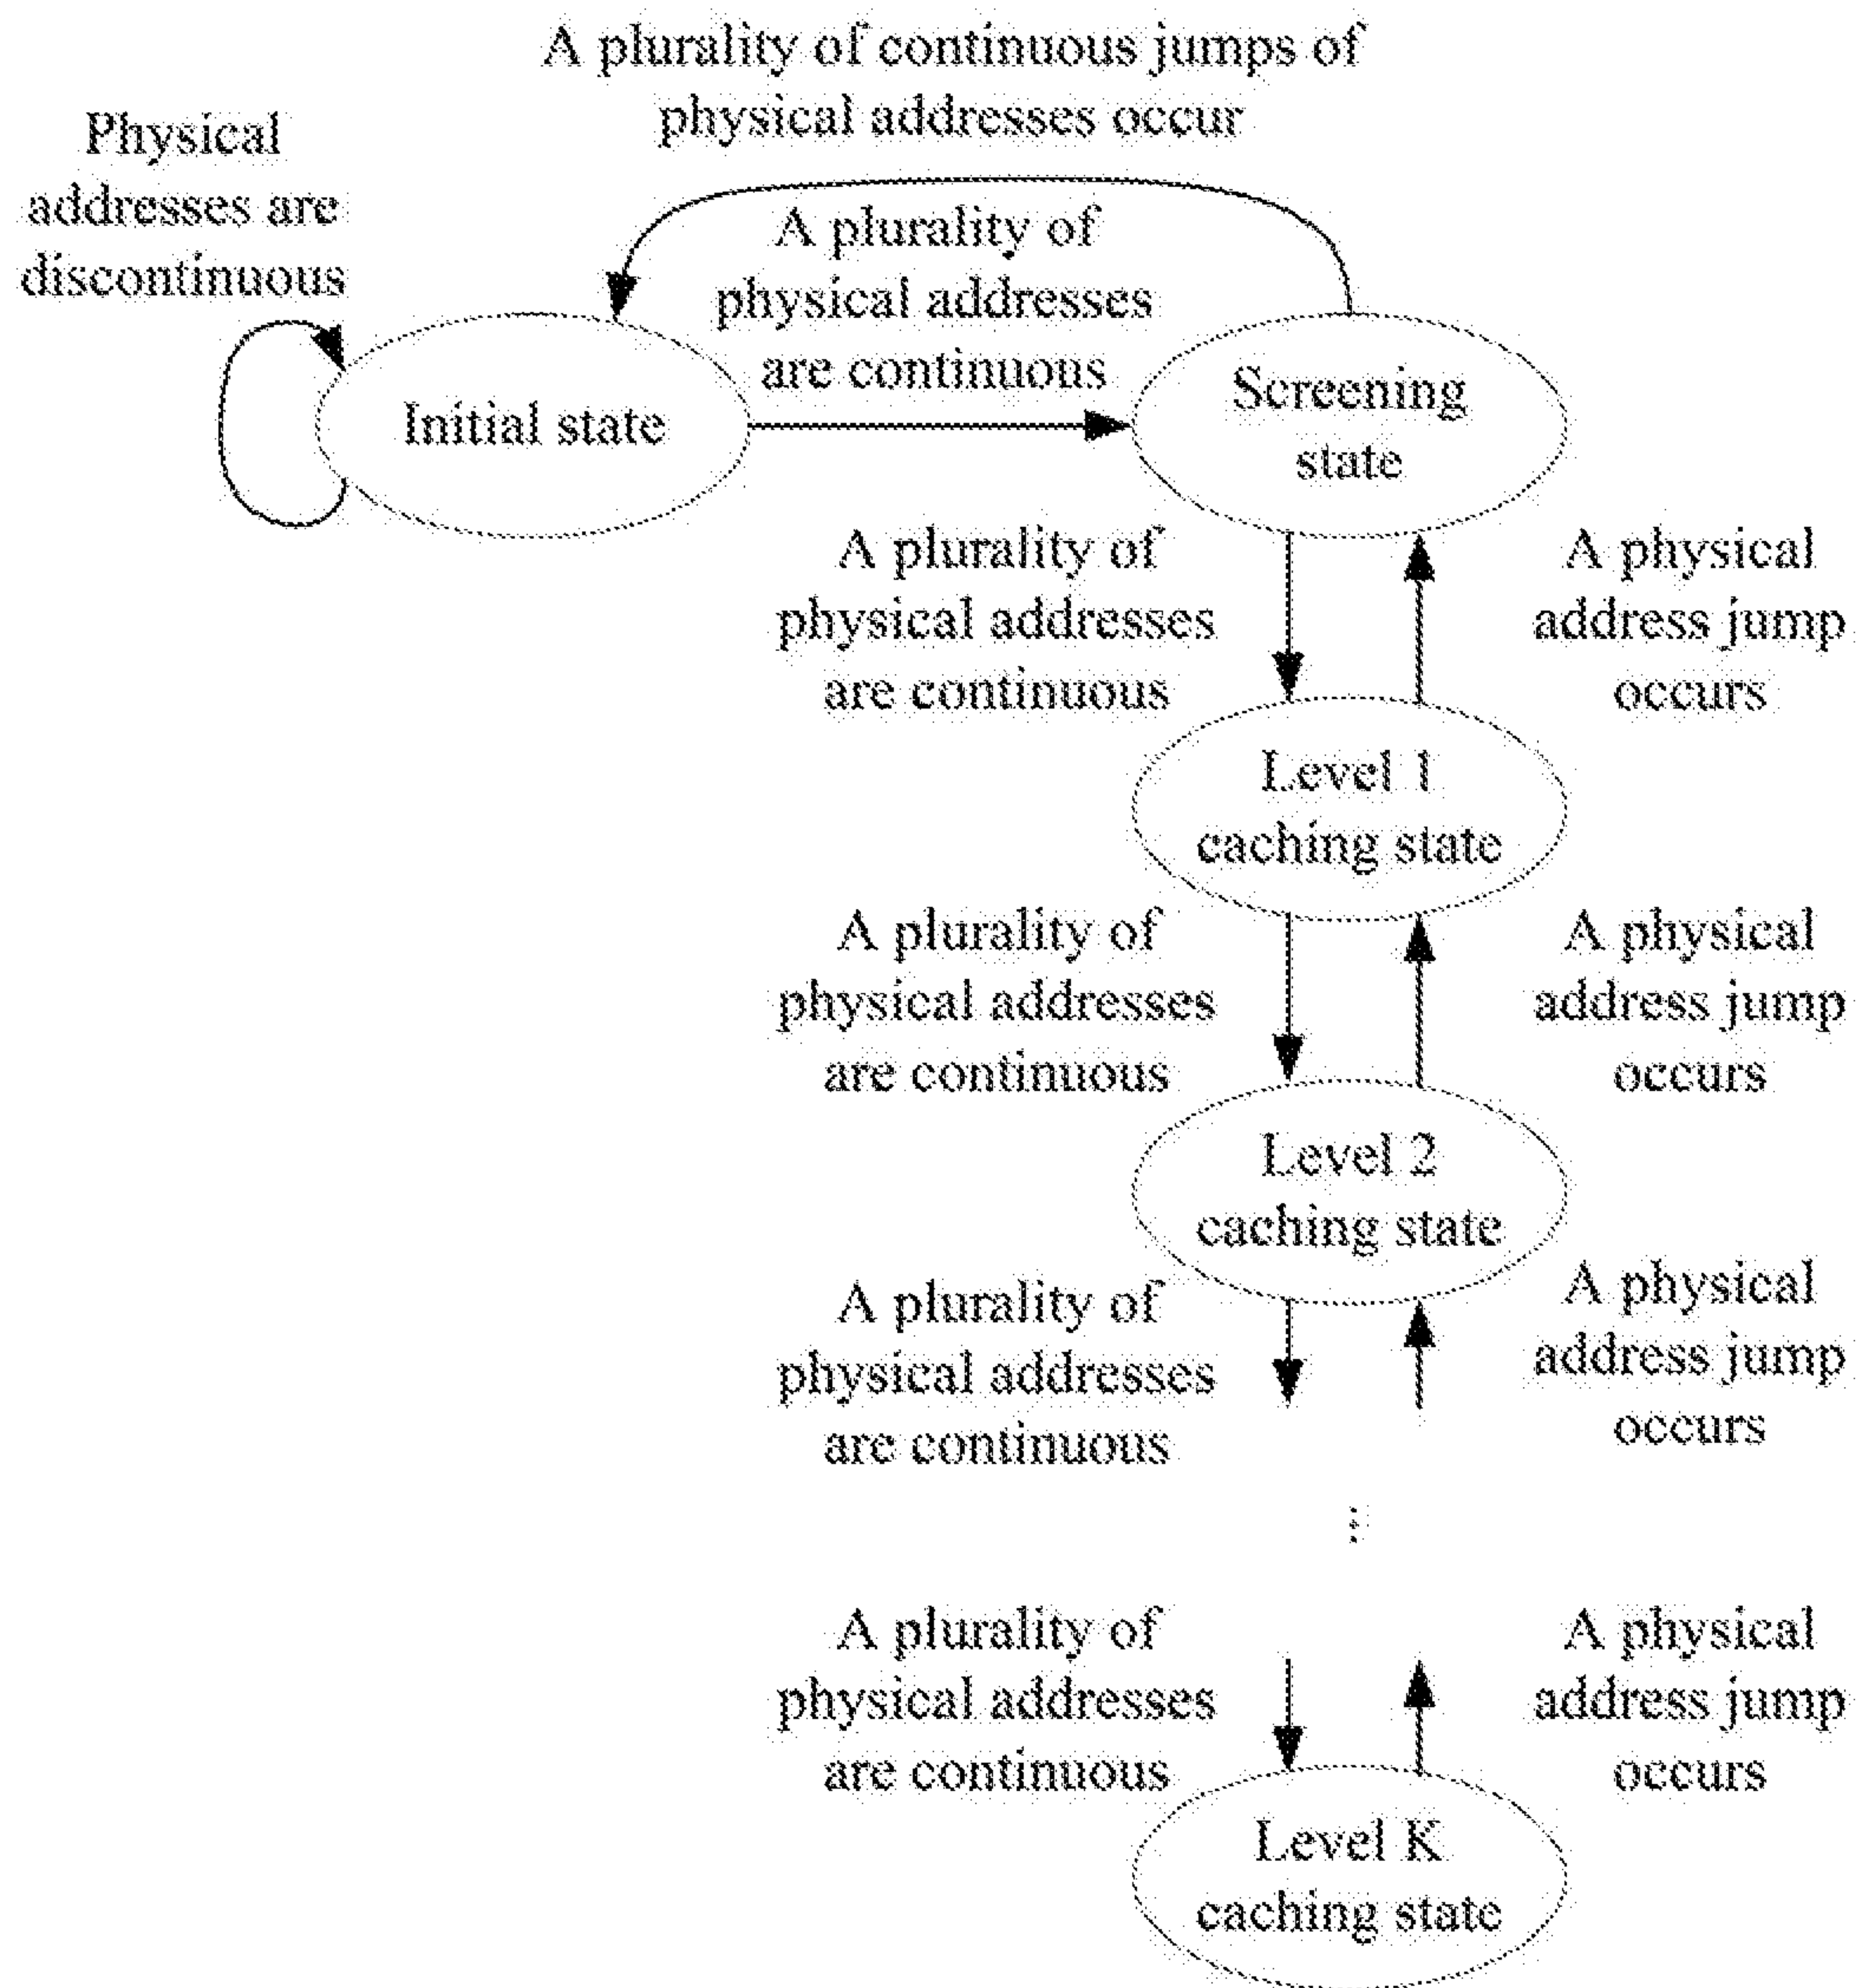 A plurality of continuous jumps of
physical addresses occur
Physical
addresses are
discontinuous
A plurality of
physical addresses
are continuous
Initial state
Screening
state
A plurality of
physical addresses
are continuous
A physical
address jump
occurs
Level 1
caching state
A plurality of
physical addresses
are continuous
A physical
address jump
occurs
Level 2
caching state
A plurality of
physical addresses
are continuous
A physical
address jump
occurs
⋮
A plurality of
physical addresses
are continuous
A physical
address jump
occurs
Level K
caching state